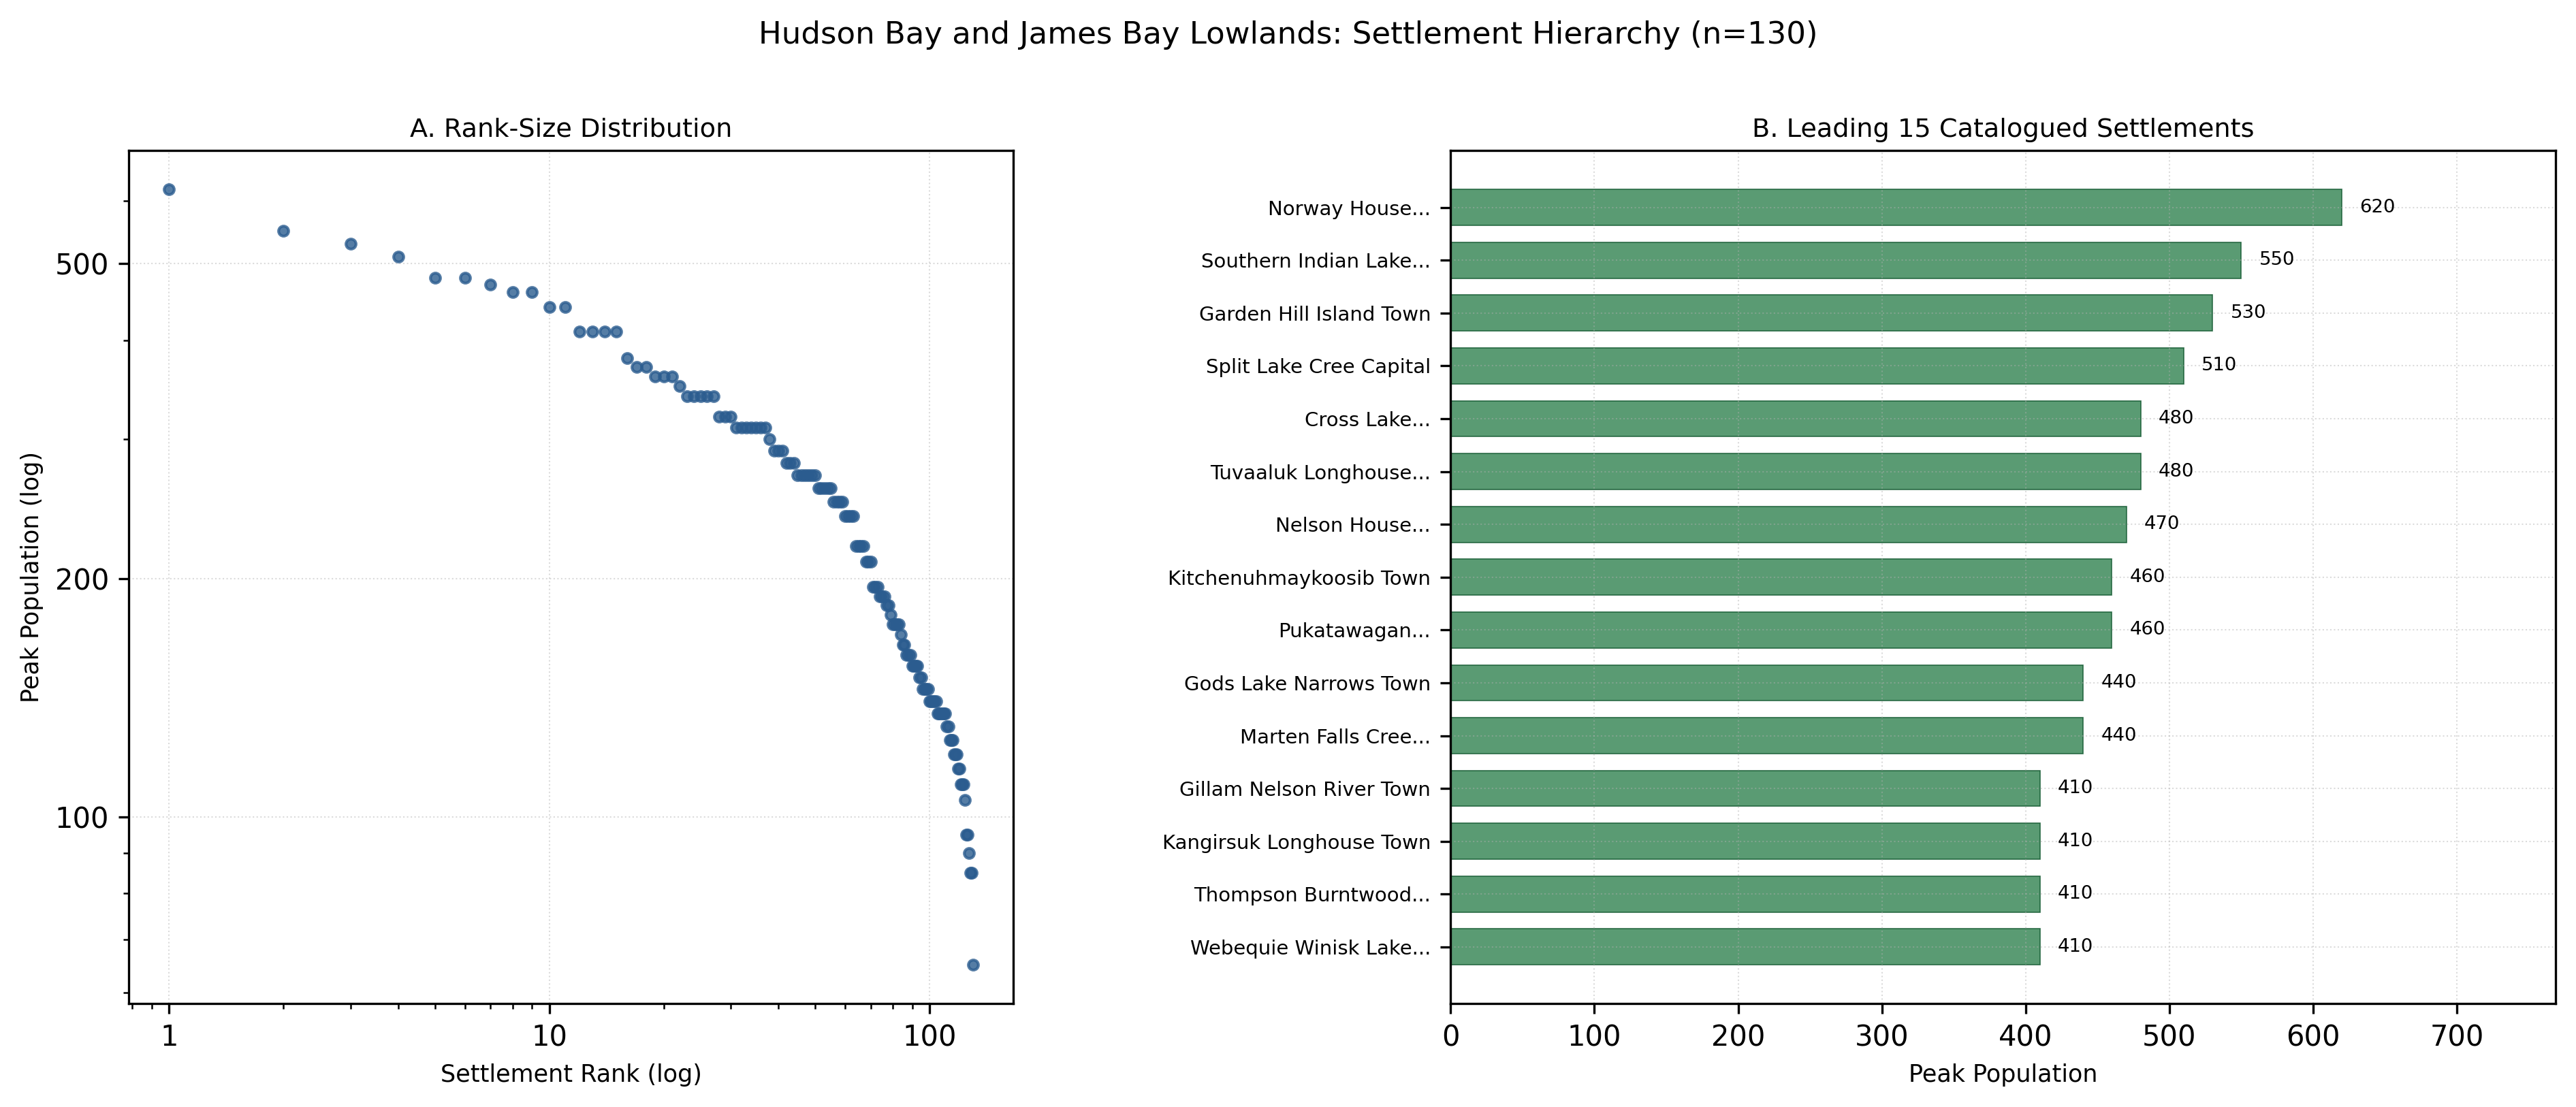 Hudson Bay and James Bay Lowlands: Settlement Hierarchy (n=130)
A. Rank-Size Distribution
500
200
100
Peak Population (log)
1
10
100
Settlement Rank (log)
B. Leading 15 Catalogued Settlements
Norway House... 620
Southern Indian Lake... 550
Garden Hill Island Town 530
Split Lake Cree Capital 510
Cross Lake... 480
Tuvaaluk Longhouse... 480
Nelson House... 470
Kitchenuhmaykoosib Town 460
Pukatawagan... 460
Gods Lake Narrows Town 440
Marten Falls Cree... 440
Gillam Nelson River Town 410
Kangirsuk Longhouse Town 410
Thompson Burntwood... 410
Webequie Winisk Lake... 410
0 100 200 300 400 500 600 700
Peak Population